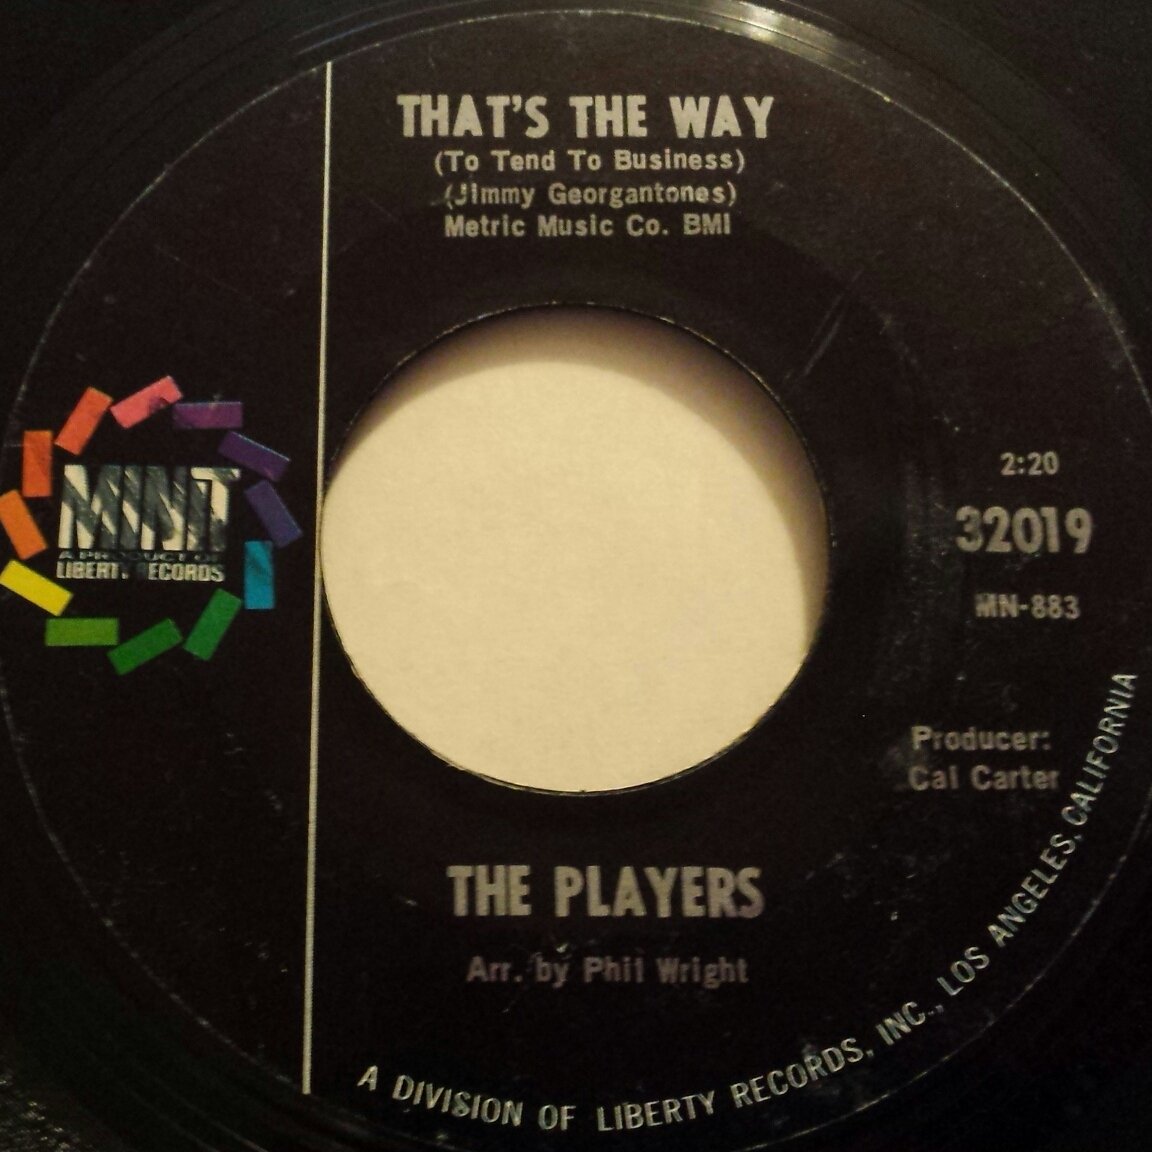 THAT'S THE WAY
(To Tend To Business)
(Jimmy Georgantones)
Metric Music Co. BMI
MINIT
A PRODUCT OF
LIBERTY RECORDS
2:20
32019
MN-883
Producer:
Cal Carter
THE PLAYERS
Arr. by Phil Wright
A DIVISION OF LIBERTY RECORDS, INC., LOS ANGELES, CALIFORNIA